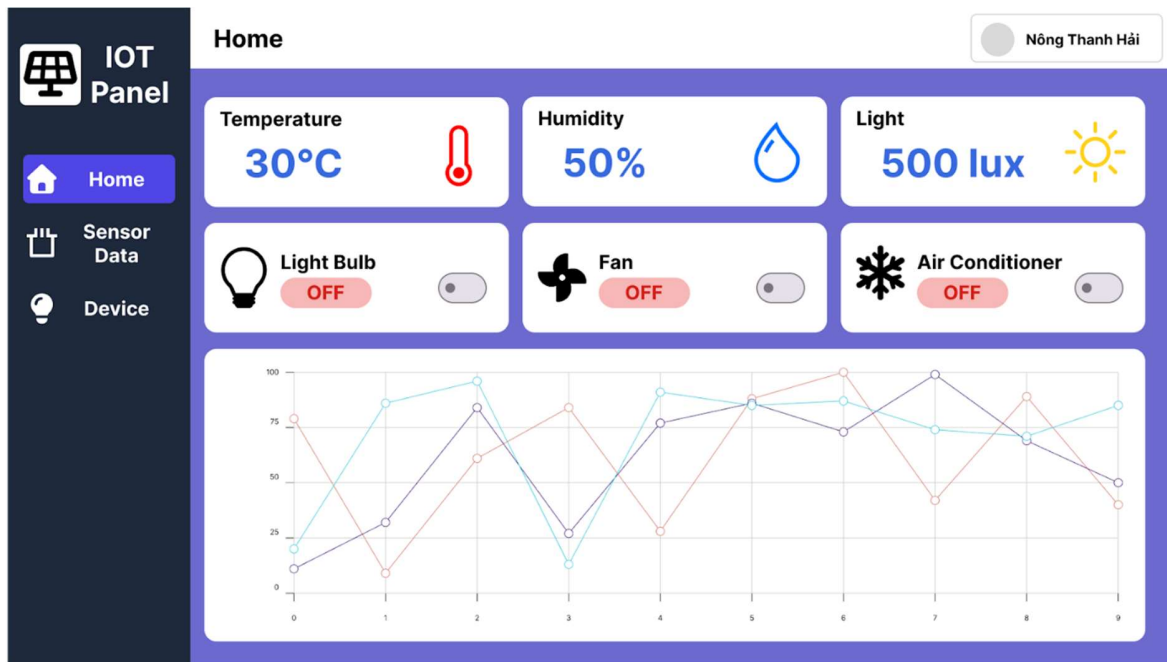 IOT
Panel
Home
Sensor
Data
Device
Home
Nông Thanh Hải
Temperature
30°C
Humidity
50%
Light
500 lux
Light Bulb
OFF
Fan
OFF
Air Conditioner
OFF
100
75
50
25
0
0 1 2 3 4 5 6 7 8 9